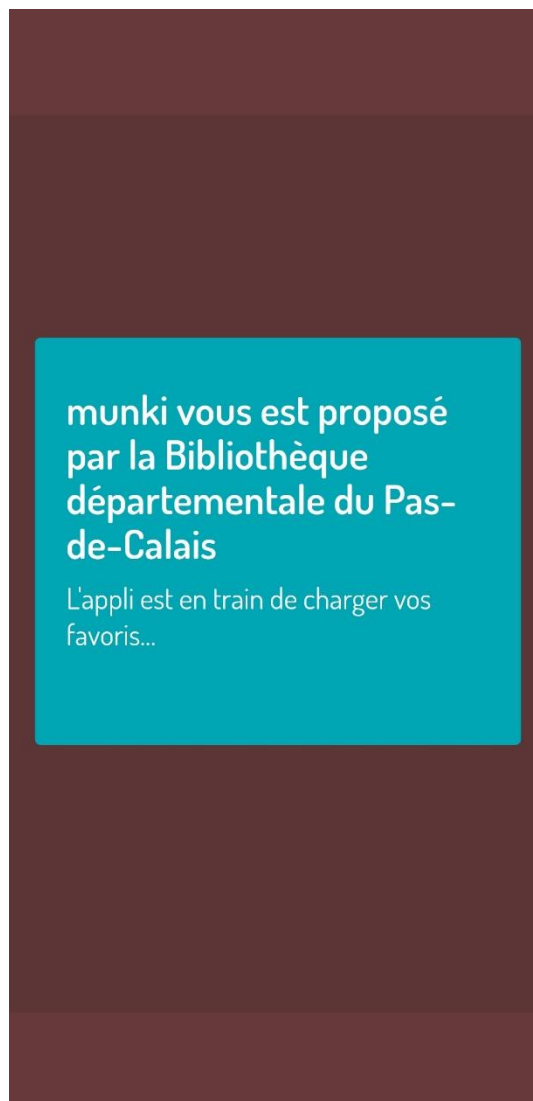 munki vous est proposé
par la Bibliothèque
départementale du Pas-
de-Calais
L'appli est en train de charger vos
favoris...